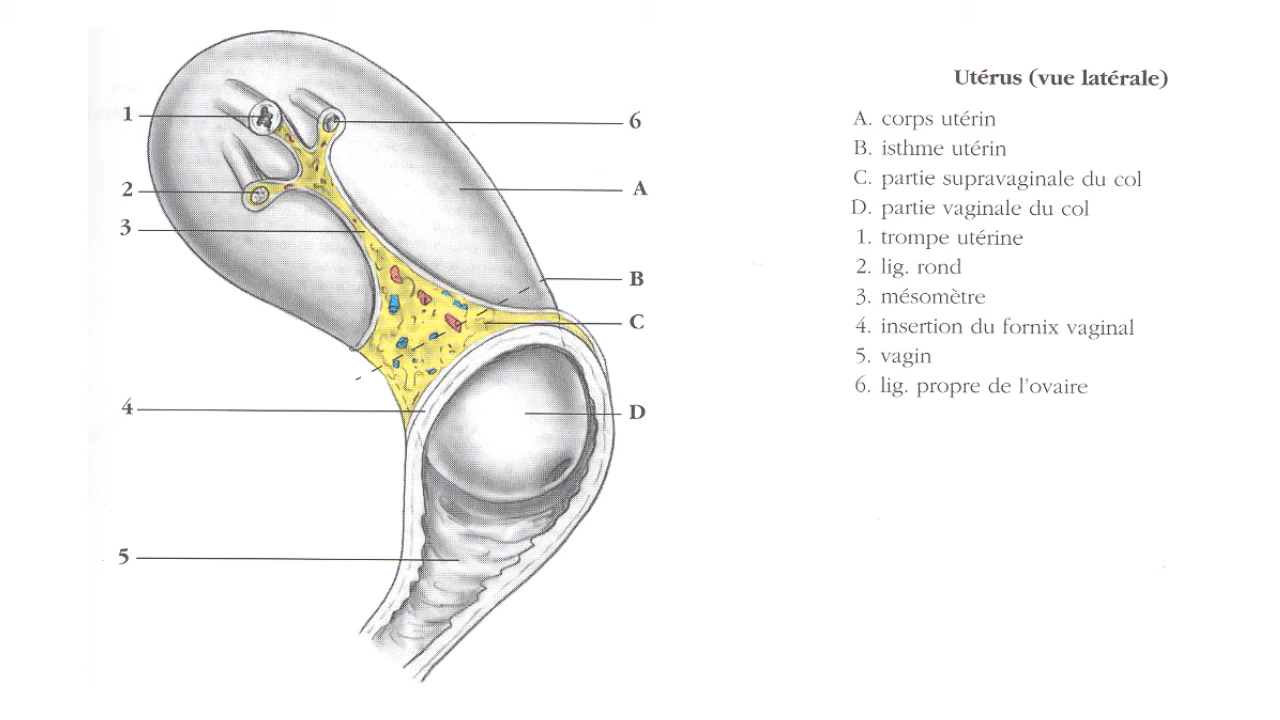 Utérus (vue latérale)
A. corps utérin
B. isthme utérin
C. partie supravaginale du col
D. partie vaginale du col
1. trompe utérine
2. lig. rond
3. mésomètre
4. insertion du fornix vaginal
5. vagin
6. lig. propre de l'ovaire
1
2
3
4
5
6
A
B
C
D